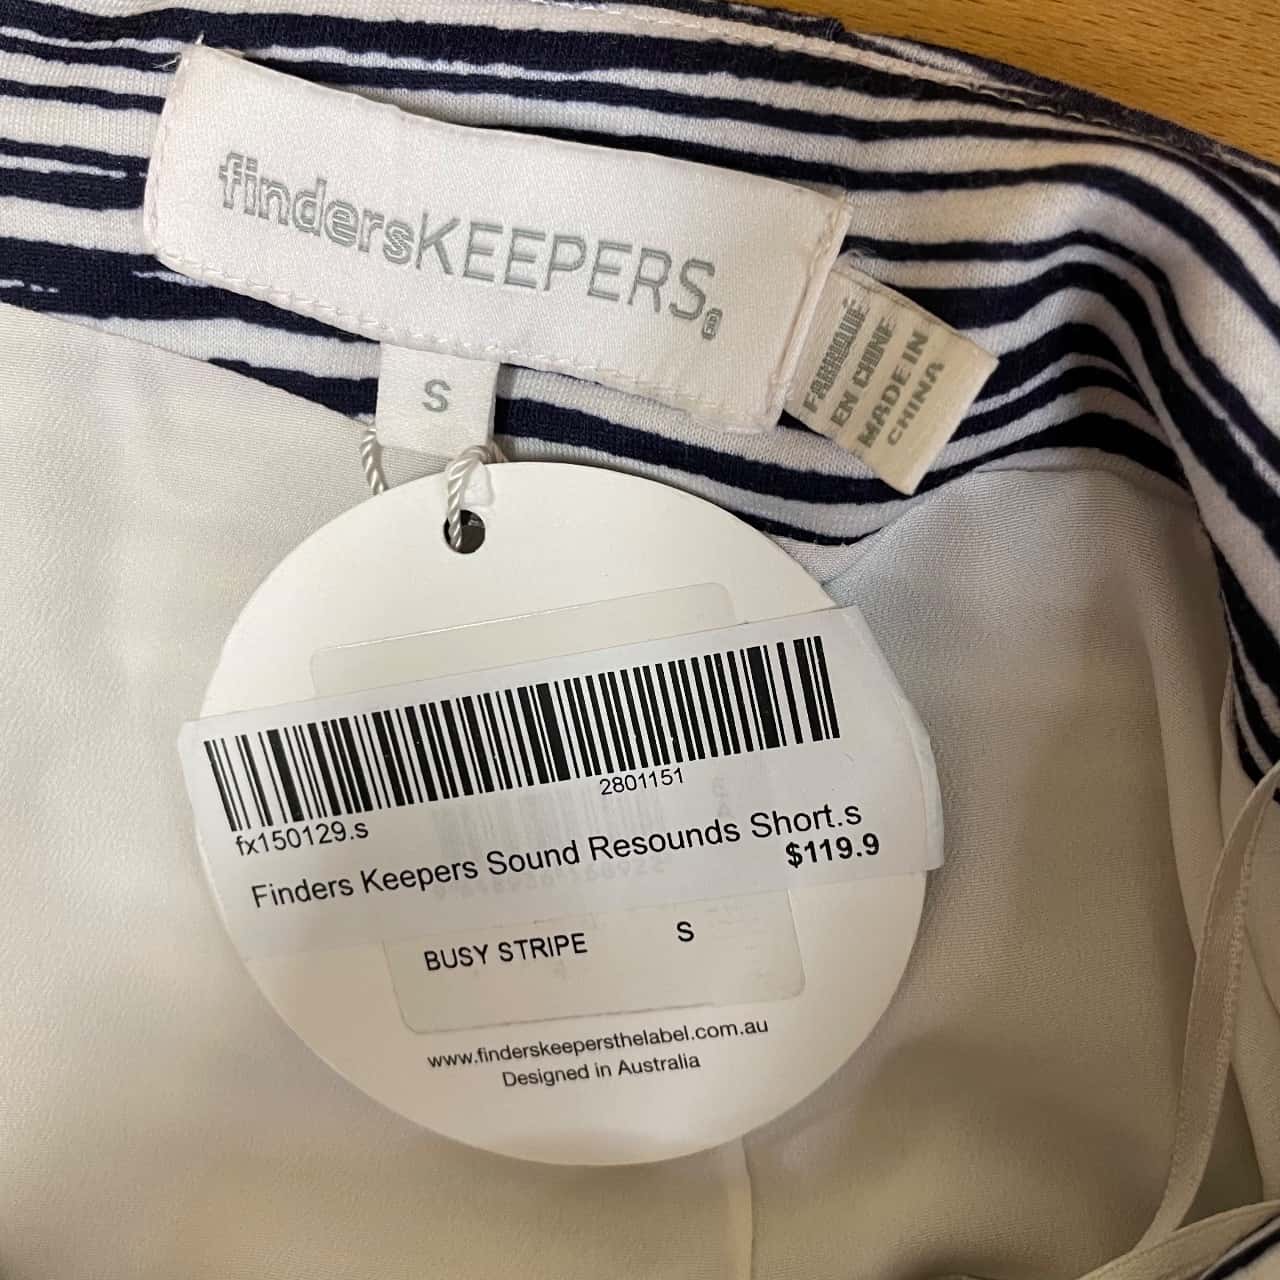 findersKEEPERS
S
FABRIQUÉ
EN CHINE
MADE IN
CHINA
2801151
fx150129.s
Finders Keepers Sound Resounds Short.s
$119.9
BUSY STRIPE S
www.finderskeepersthelabel.com.au
Designed in Australia